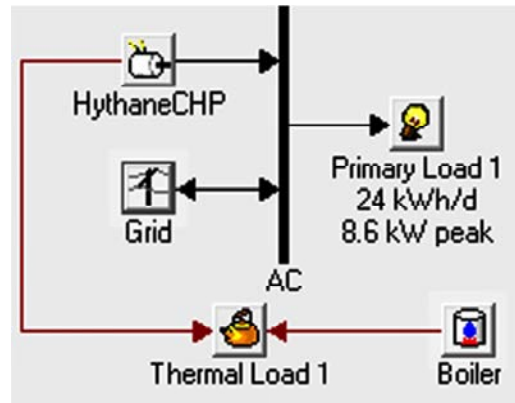 HythaneCHP
Primary Load 1
24 kWh/d
8.6 kW peak
Grid
AC
Thermal Load 1
Boiler